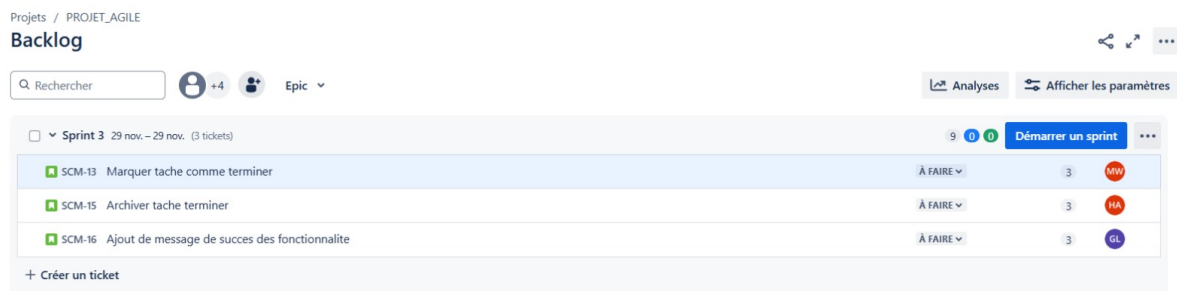 Projets / PROJET_AGILE
Backlog
Rechercher +4 Epic Analyses Afficher les paramètres
Sprint 3 29 nov. – 29 nov. (3 tickets) 9 0 0 Démarrer un sprint
SCM-13 Marquer tache comme terminer À FAIRE 3 MW
SCM-15 Archiver tache terminer À FAIRE 3 HA
SCM-16 Ajout de message de succes des fonctionnalite À FAIRE 3 GL
+ Créer un ticket